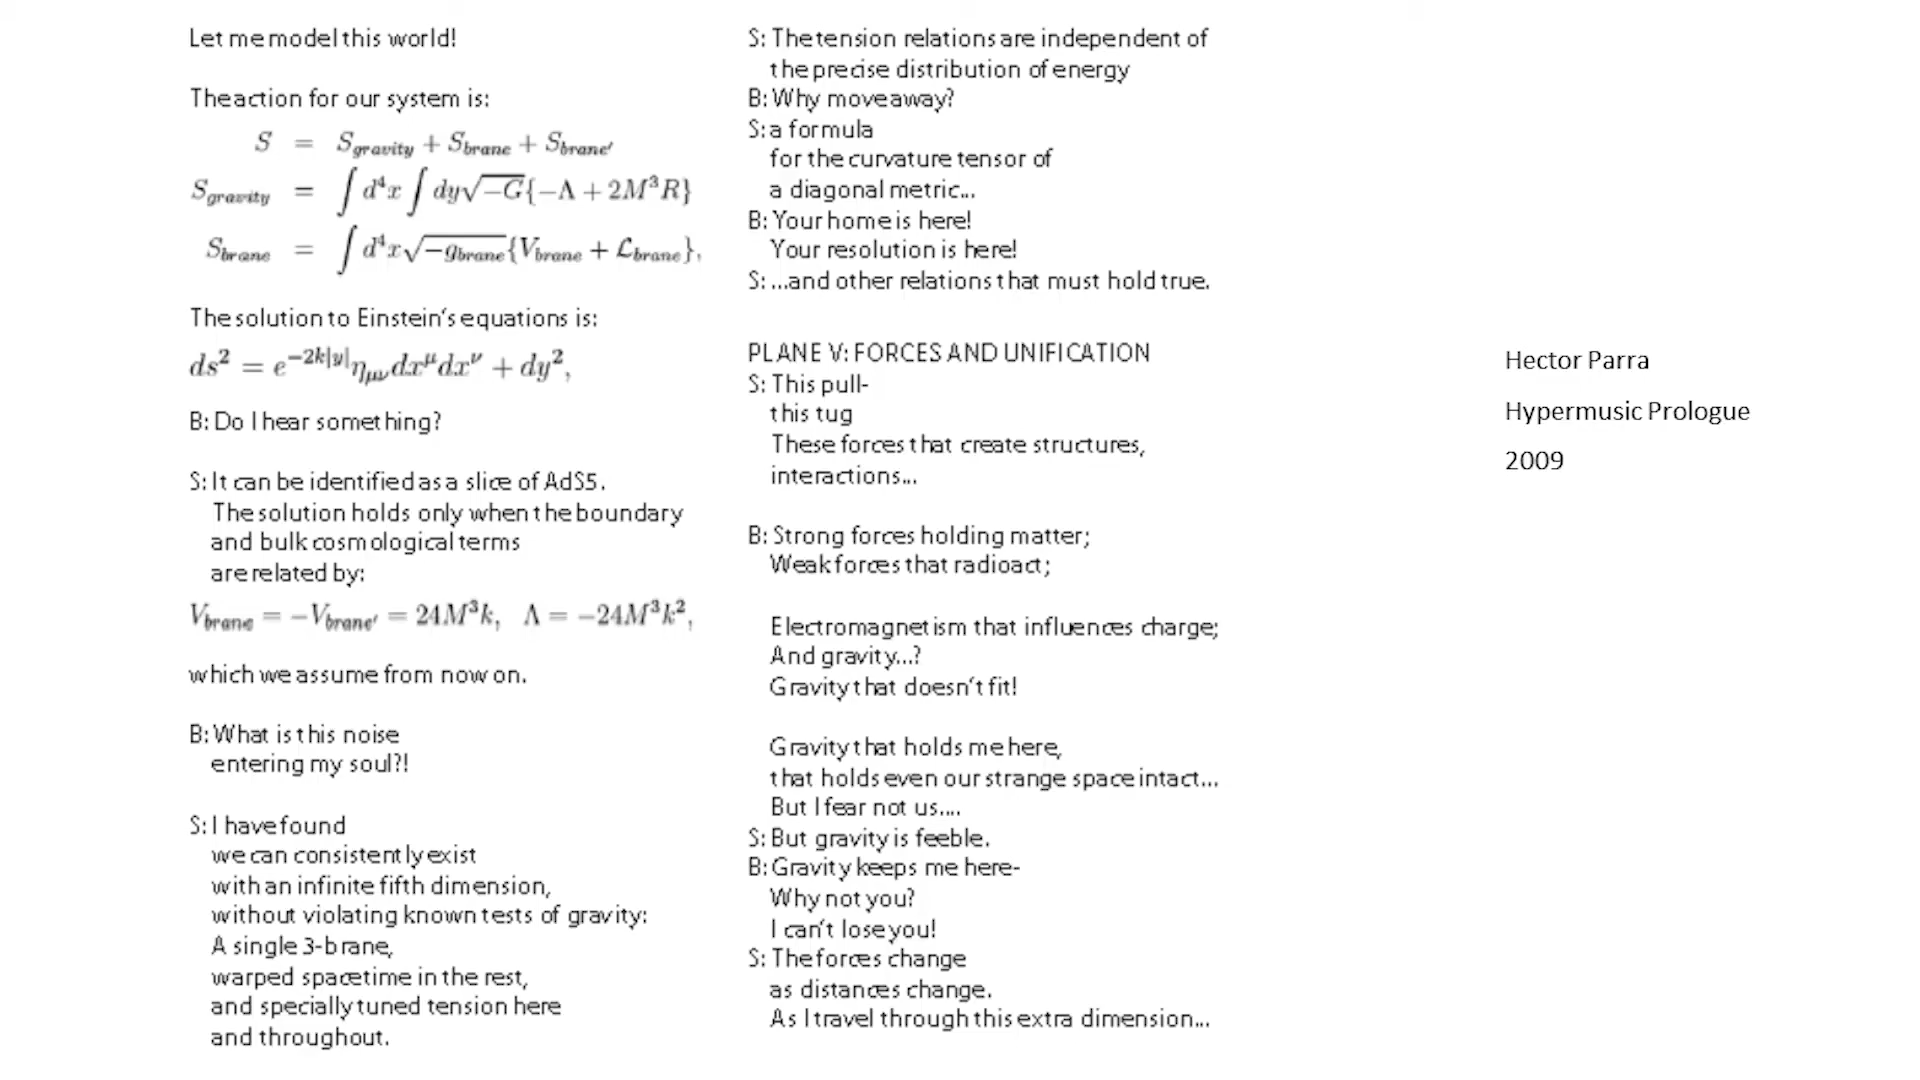 Let me model this world!
The action for our system is:
S = S_gravity + S_brane + S_brane'
S_gravity = ∫ d⁴x ∫ dy√−G{−Λ + 2M³R}
S_brane = ∫ d⁴x√−g_brane{V_brane + ℒ_brane},
The solution to Einstein's equations is:
ds² = e^{−2k|y|}η_μν dx^μ dx^ν + dy²,
B: Do I hear something?
S: It can be identified as a slice of AdS5.
The solution holds only when the boundary
and bulk cosmological terms
are related by:
V_brane = −V_brane' = 24M³k, Λ = −24M³k²,
which we assume from now on.
B: What is this noise
entering my soul?!
S: I have found
we can consistently exist
with an infinite fifth dimension,
without violating known tests of gravity:
A single 3-brane,
warped spacetime in the rest,
and specially tuned tension here
and throughout.
S: The tension relations are independent of
the precise distribution of energy
B: Why move away?
S: a formula
for the curvature tensor of
a diagonal metric...
B: Your home is here!
Your resolution is here!
S: ...and other relations that must hold true.
PLANE V: FORCES AND UNIFICATION
S: This pull-
this tug
These forces that create structures,
interactions...
B: Strong forces holding matter;
Weak forces that radioact;
Electromagnetism that influences charge;
And gravity...?
Gravity that doesn't fit!
Gravity that holds me here,
that holds even our strange space intact...
But I fear not us....
S: But gravity is feeble.
B: Gravity keeps me here-
Why not you?
I can't lose you!
S: The forces change
as distances change.
As I travel through this extra dimension...
Hector Parra
Hypermusic Prologue
2009